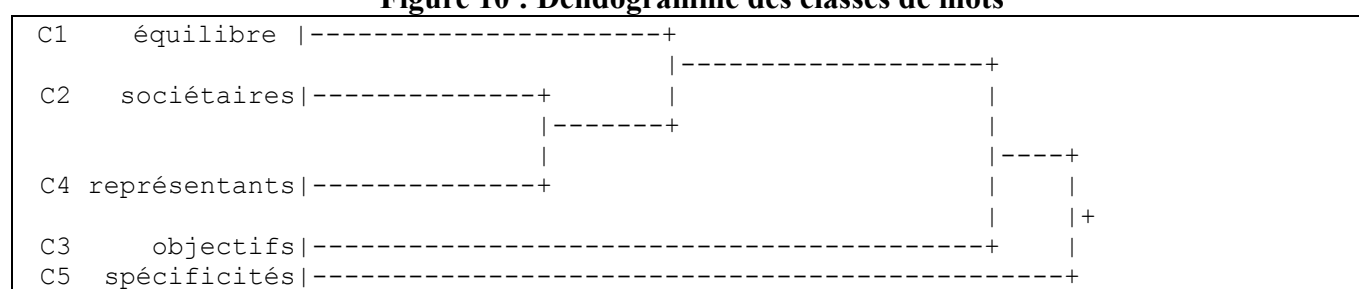 Figure 10 : Dendogramme des classes de mots
C1 équilibre |----------------------+
|-------------------+
C2 sociétaires|--------------+ | |
|-------+ |
| |----+
C4 représentants|--------------+ | |
| |+
C3 objectifs|------------------------------------------+ |
C5 spécificités|-----------------------------------------------+